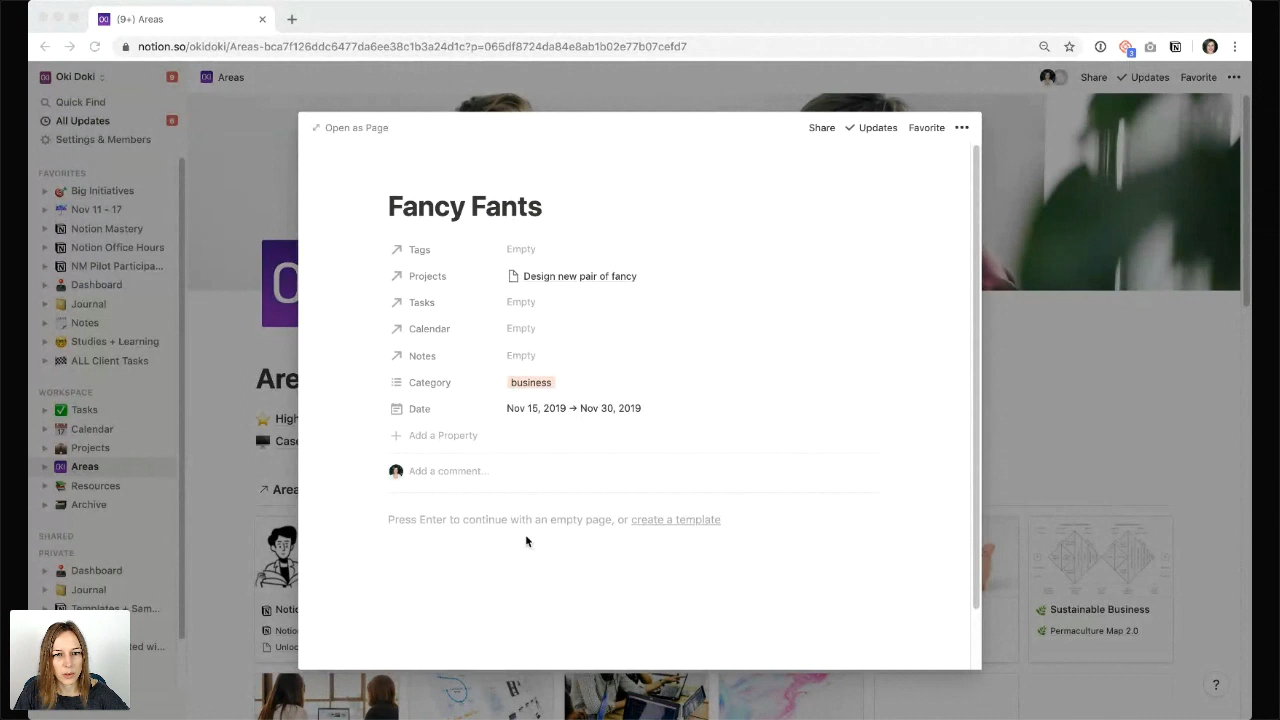 (9+) Areas
notion.so/okidoki/Areas-bca7f126ddc6477da6ee38c1b3a24d1c?p=066df8724da84e8ab1b02e77b07cefd7
3
Oki Doki
9
Areas
Share
Updates
Favorite
Quick Find
All Updates
6
Settings & Members
FAVORITES
Big Initiatives
Nov 11 - 17
Notion Mastery
Notion Office Hours
NM Pilot Participa...
Dashboard
Journal
Notes
Studies + Learning
ALL Client Tasks
WORKSPACE
Tasks
Calendar
Projects
Areas
Resources
Archive
SHARED
PRIVATE
Dashboard
Journal
Templates + Sam...
Open as Page
Share
Updates
Favorite
Fancy Fants
Tags Empty
Projects Design new pair of fancy
Tasks Empty
Calendar Empty
Notes Empty
Category business
Date Nov 15, 2019 → Nov 30, 2019
Add a Property
Add a comment...
Press Enter to continue with an empty page, or create a template
Sustainable Business
Permaculture Map 2.0
?